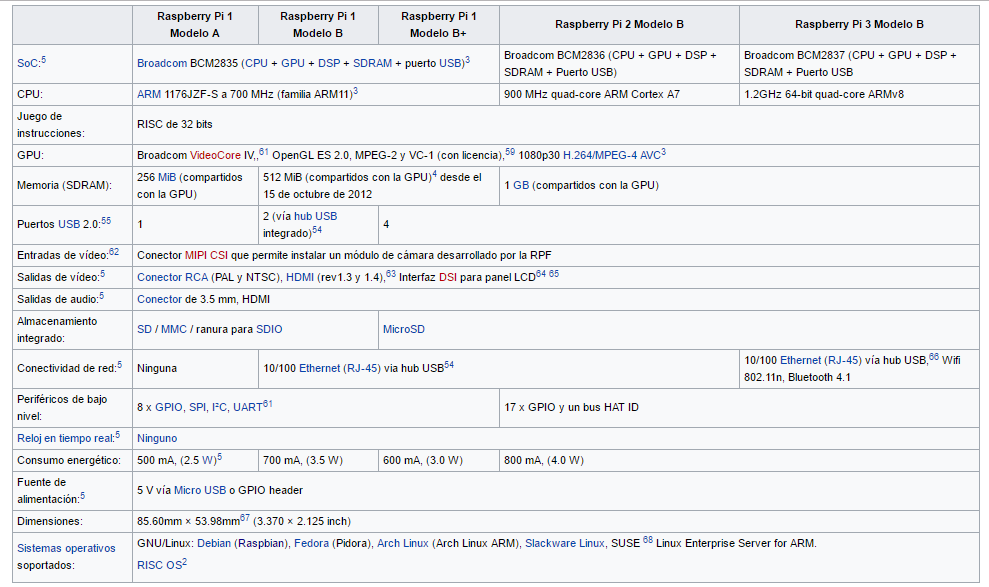 Raspberry Pi 1
Modelo A
Raspberry Pi 1
Modelo B
Raspberry Pi 1
Modelo B+
Raspberry Pi 2 Modelo B
Raspberry Pi 3 Modelo B
SoC:5
Broadcom BCM2835 (CPU + GPU + DSP + SDRAM + puerto USB)3
Broadcom BCM2836 (CPU + GPU + DSP +
SDRAM + Puerto USB)
Broadcom BCM2837 (CPU + GPU + DSP +
SDRAM + Puerto USB
CPU:
ARM 1176JZF-S a 700 MHz (familia ARM11)3
900 MHz quad-core ARM Cortex A7
1.2GHz 64-bit quad-core ARMv8
Juego de
instrucciones:
RISC de 32 bits
GPU:
Broadcom VideoCore IV,,61 OpenGL ES 2.0, MPEG-2 y VC-1 (con licencia),59 1080p30 H.264/MPEG-4 AVC3
Memoria (SDRAM):
256 MiB (compartidos
con la GPU)
512 MiB (compartidos con la GPU)4 desde el
15 de octubre de 2012
1 GB (compartidos con la GPU)
Puertos USB 2.0:55
1
2 (vía hub USB
integrado)54
4
Entradas de vídeo:62
Conector MIPI CSI que permite instalar un módulo de cámara desarrollado por la RPF
Salidas de vídeo:5
Conector RCA (PAL y NTSC), HDMI (rev1.3 y 1.4),63 Interfaz DSI para panel LCD64 65
Salidas de audio:5
Conector de 3.5 mm, HDMI
Almacenamiento
integrado:
SD / MMC / ranura para SDIO
MicroSD
Conectividad de red:5
Ninguna
10/100 Ethernet (RJ-45) via hub USB54
10/100 Ethernet (RJ-45) vía hub USB,66 Wifi
802.11n, Bluetooth 4.1
Periféricos de bajo
nivel:
8 x GPIO, SPI, I²C, UART61
17 x GPIO y un bus HAT ID
Reloj en tiempo real:5
Ninguno
Consumo energético:
500 mA, (2.5 W)5
700 mA, (3.5 W)
600 mA, (3.0 W)
800 mA, (4.0 W)
Fuente de
alimentación:5
5 V vía Micro USB o GPIO header
Dimensiones:
85.60mm × 53.98mm67 (3.370 × 2.125 inch)
Sistemas operativos
soportados:
GNU/Linux: Debian (Raspbian), Fedora (Pidora), Arch Linux (Arch Linux ARM), Slackware Linux, SUSE 68 Linux Enterprise Server for ARM.
RISC OS2